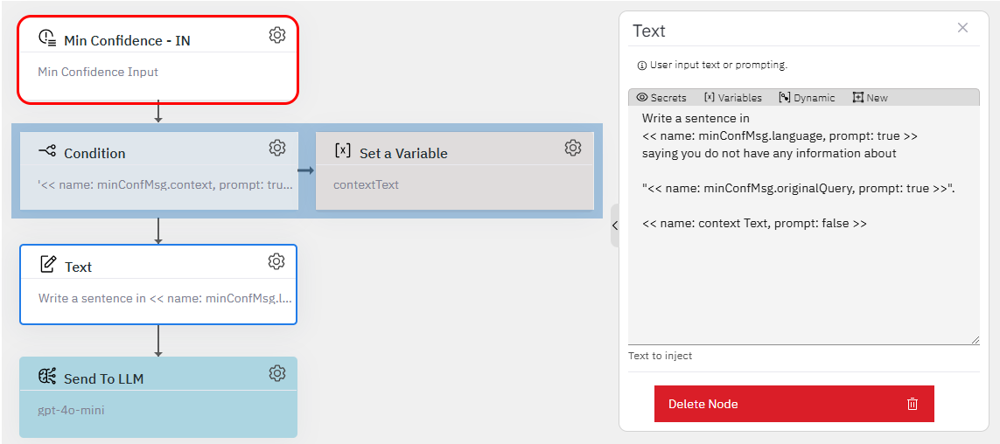 Min Confidence - IN
Min Confidence Input
Condition
'<< name: minConfMsg.context, prompt: tru...
Set a Variable
contextText
Text
Write a sentence in << name: minConfMsg.l...
Send To LLM
gpt-4o-mini
Text
User input text or prompting.
Secrets Variables Dynamic New
Write a sentence in
<< name: minConfMsg.language, prompt: true >>
saying you do not have any information about
"<< name: minConfMsg.originalQuery, prompt: true >>".
<< name: context Text, prompt: false >>
Text to inject
Delete Node